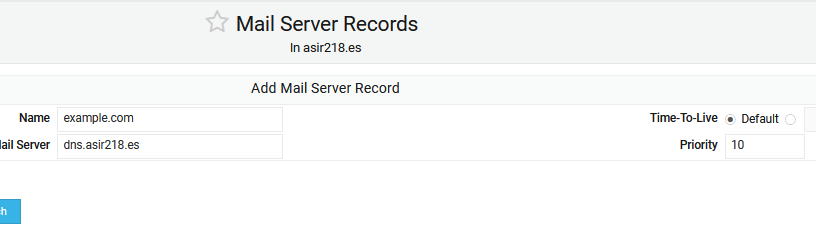 Mail Server Records
In asir218.es
Add Mail Server Record
Name example.com Time-To-Live Default
Mail Server dns.asir218.es Priority 10